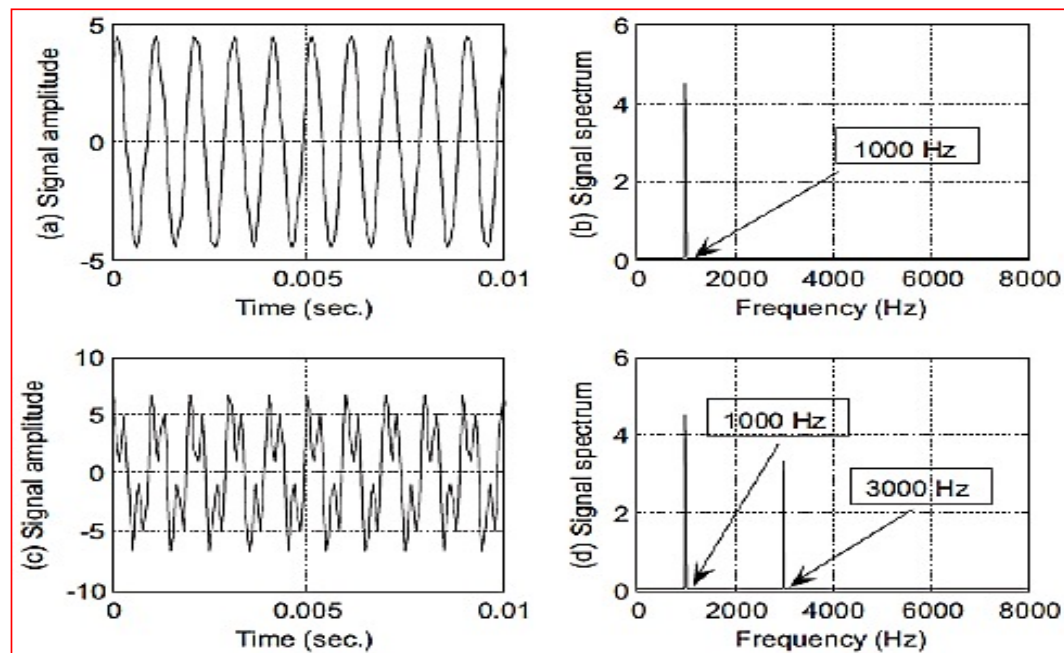 5
0
-5
0
0.005
0.01
Time (sec.)
(a) Signal amplitude
6
4
2
0
0
2000
4000
6000
8000
Frequency (Hz)
(b) Signal spectrum
1000 Hz
10
5
0
-5
-10
0
0.005
0.01
Time (sec.)
(c) Signal amplitude
6
4
2
0
0
2000
4000
6000
8000
Frequency (Hz)
(d) Signal spectrum
1000 Hz
3000 Hz